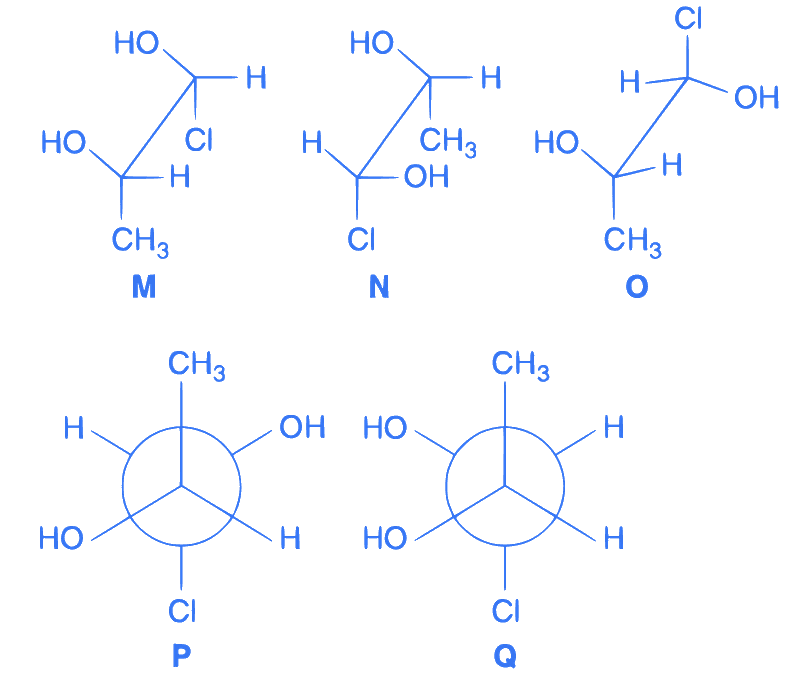 Cl
HO HO
H H H OH
HO Cl H CH₃ HO H
H OH
CH₃ Cl CH₃
M N O
CH₃ CH₃
H OH HO H
HO H HO H
Cl Cl
P Q